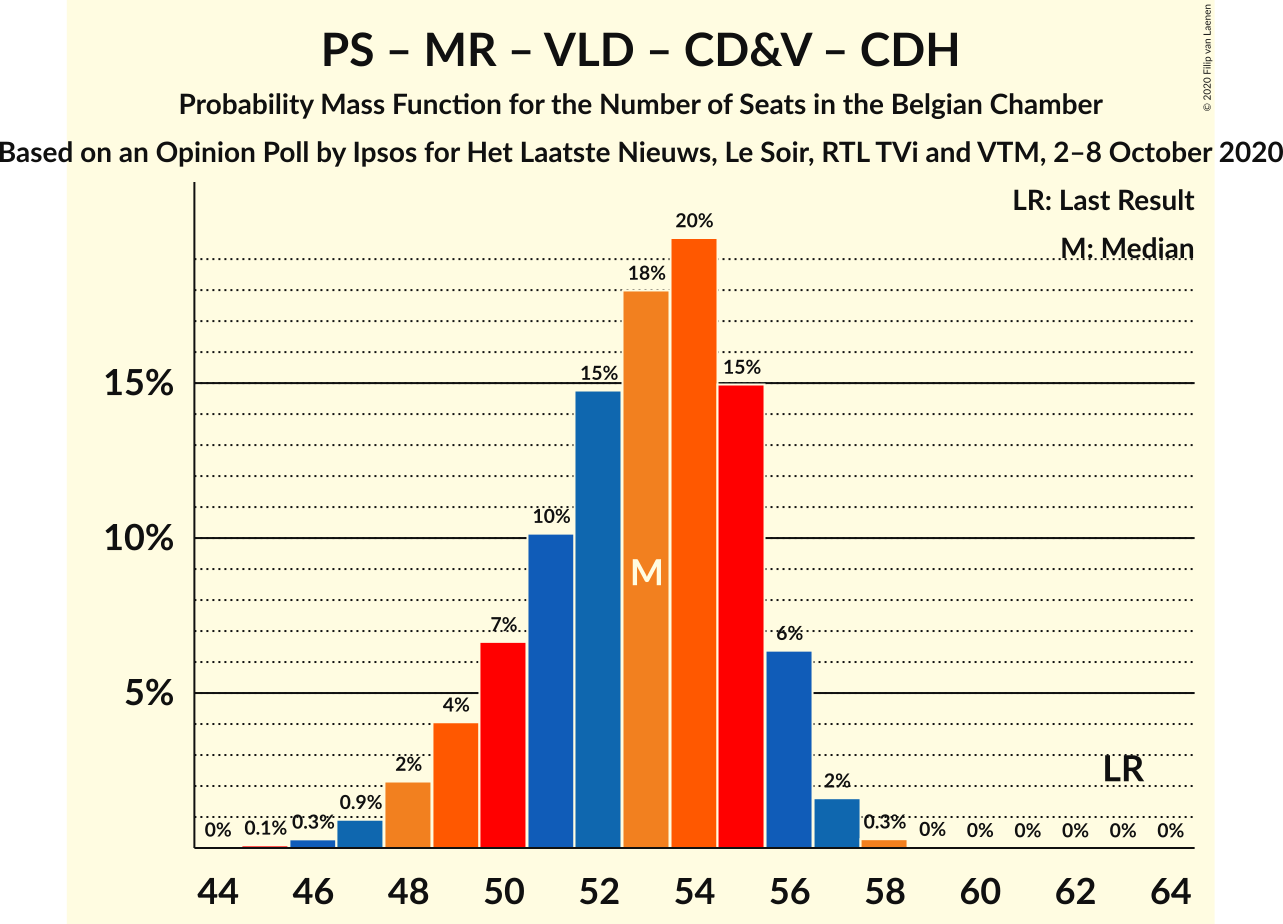 PS – MR – VLD – CD&V – CDH
Probability Mass Function for the Number of Seats in the Belgian Chamber
Based on an Opinion Poll by Ipsos for Het Laatste Nieuws, Le Soir, RTL TVi and VTM, 2–8 October 2020
© 2020 Filip van Laenen
LR: Last Result
M: Median
20%
18%
15%
15%
15%
10%
10%
M
7%
6%
5%
4%
LR
2%
2%
0.9%
0%
0.1%
0.3%
0.3%
0%
0%
0%
0%
0%
0%
44 46 48 50 52 54 56 58 60 62 64